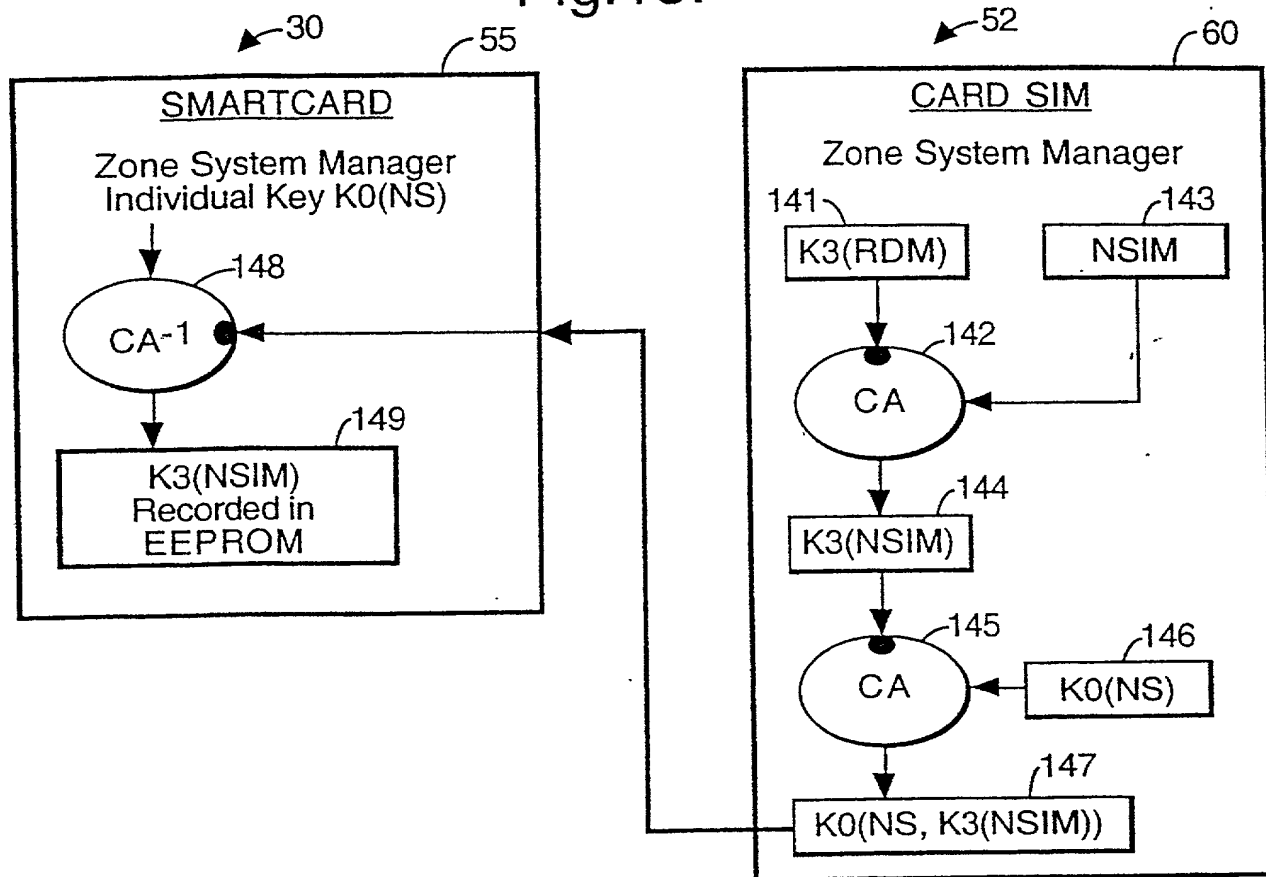 30
55
SMARTCARD
Zone System Manager
Individual Key K0(NS)
148
CA-1
149
K3(NSIM)
Recorded in
EEPROM
52
60
CARD SIM
Zone System Manager
141
K3(RDM)
143
NSIM
142
CA
144
K3(NSIM)
145
CA
146
K0(NS)
147
K0(NS, K3(NSIM))